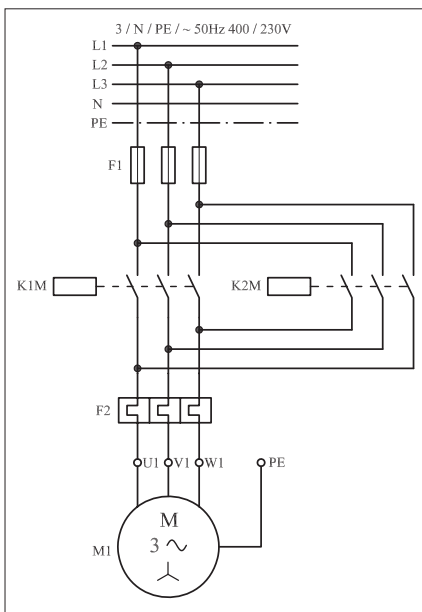 3 / N / PE / ~ 50Hz 400 / 230V
L1
L2
L3
N
PE
F1
K1M
K2M
F2
U1 V1 W1 PE
M
3 ~
M1